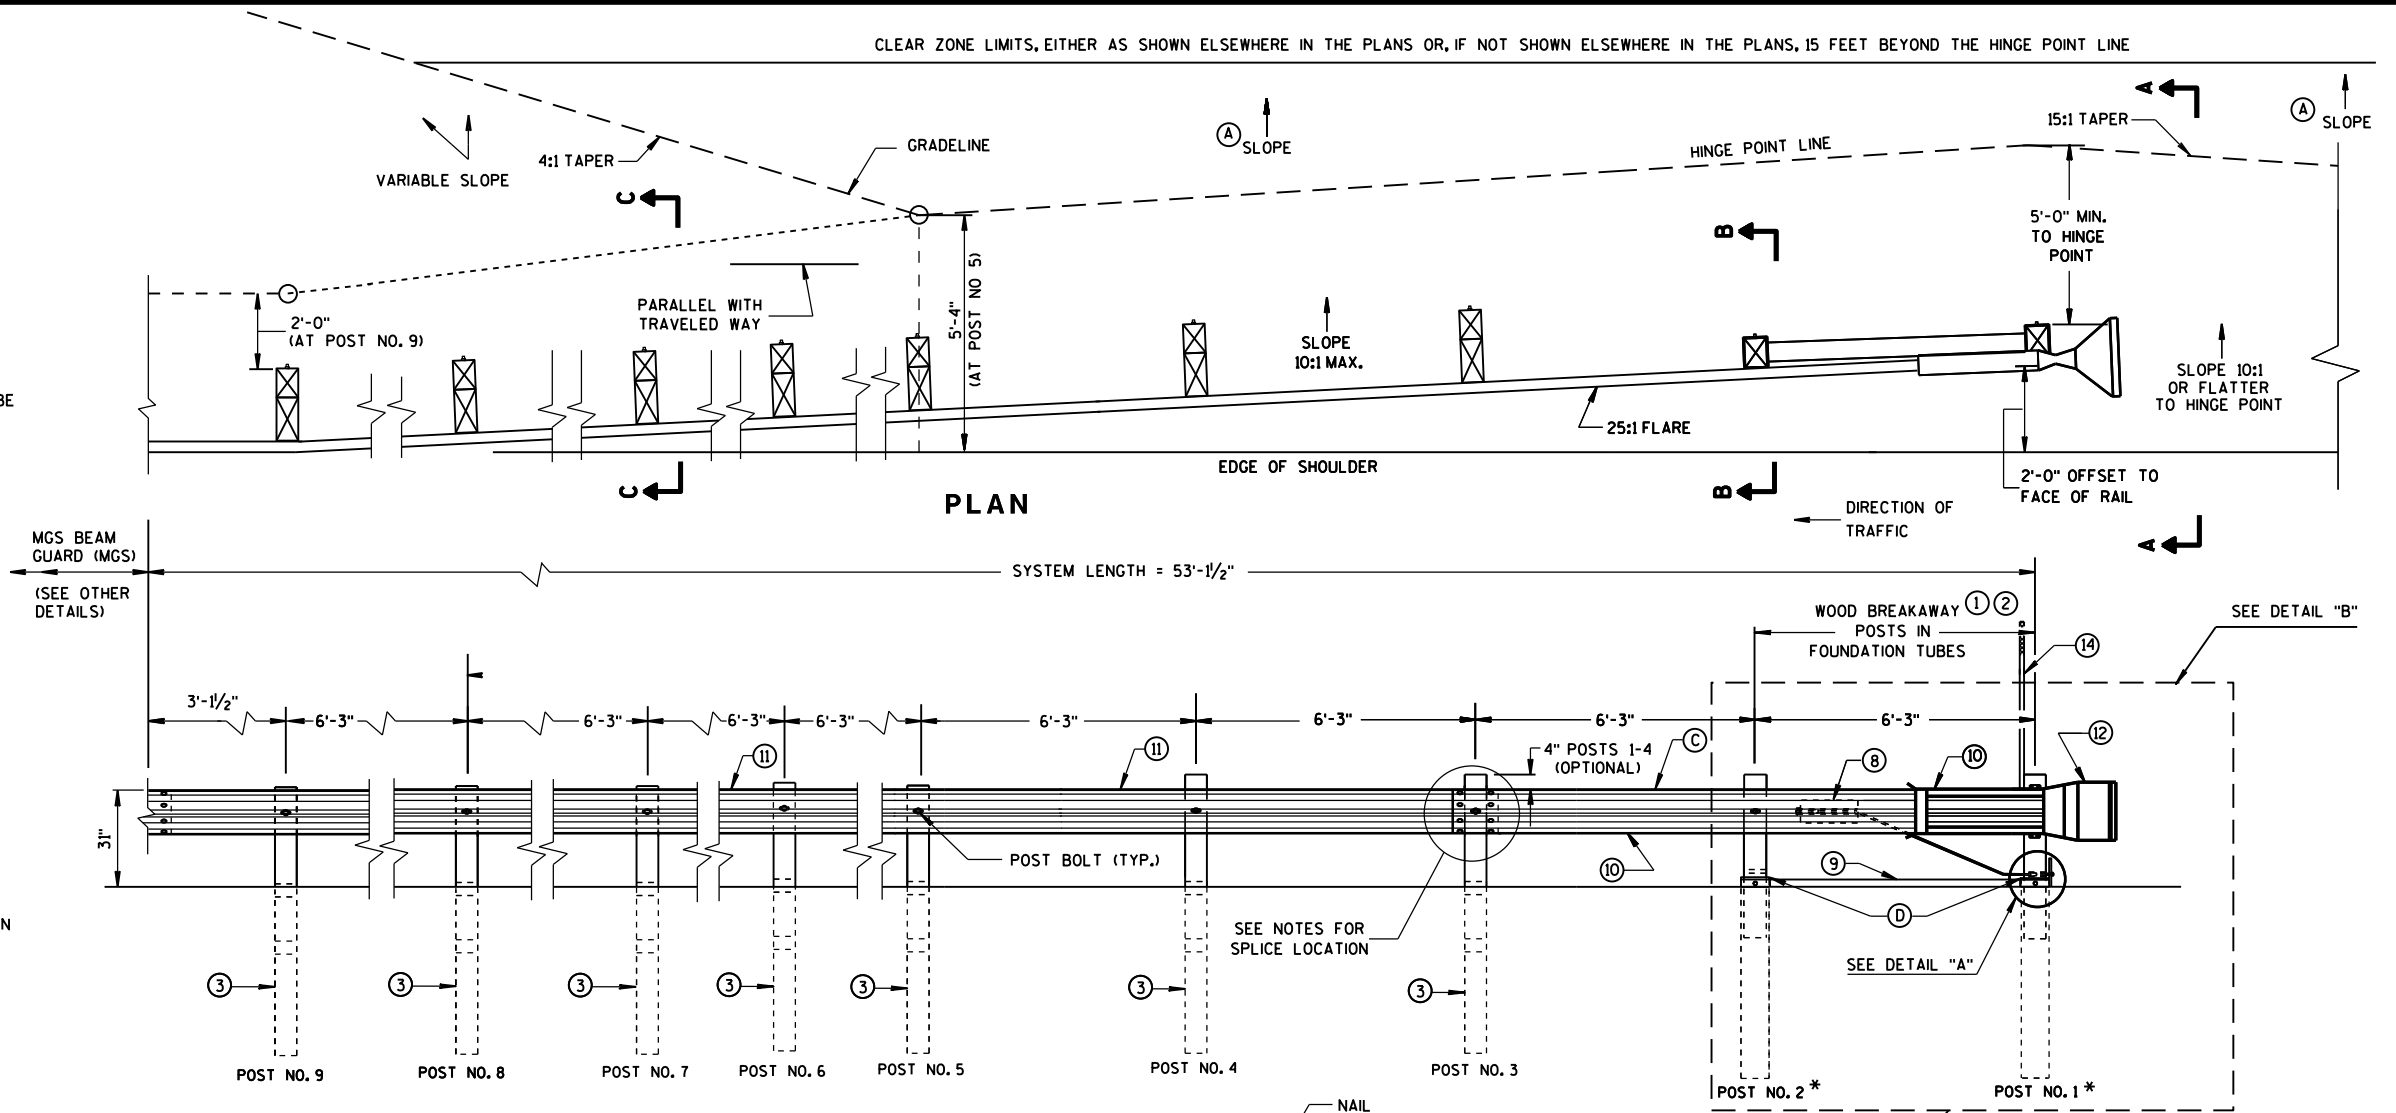 CLEAR ZONE LIMITS, EITHER AS SHOWN ELSEWHERE IN THE PLANS OR, IF NOT SHOWN ELSEWHERE IN THE PLANS, 15 FEET BEYOND THE HINGE POINT LINE
A
A
SLOPE
15:1 TAPER
A
SLOPE
HINGE POINT LINE
GRADELINE
4:1 TAPER
VARIABLE SLOPE
C
B
5'-0" MIN.
TO HINGE
POINT
PARALLEL WITH
TRAVELED WAY
2'-0"
(AT POST NO. 9)
5'-4"
(AT POST NO 5)
SLOPE
10:1 MAX.
SLOPE 10:1
OR FLATTER
TO HINGE POINT
BE
25:1 FLARE
EDGE OF SHOULDER
2'-0" OFFSET TO
FACE OF RAIL
C
B
PLAN
DIRECTION OF
TRAFFIC
A
MGS BEAM
GUARD (MGS)
(SEE OTHER
DETAILS)
SYSTEM LENGTH = 53'-1½"
WOOD BREAKAWAY 1 2
POSTS IN
FOUNDATION TUBES
SEE DETAIL "B"
14
3'-1½"
6'-3"
6'-3"
6'-3"
6'-3"
6'-3"
6'-3"
6'-3"
6'-3"
11
11
4" POSTS 1-4
(OPTIONAL)
C
8
10
12
31"
POST BOLT (TYP.)
10
9
D
SEE NOTES FOR
SPLICE LOCATION
SEE DETAIL "A"
N
3
3
3
3
3
3
3
POST NO. 9
POST NO. 8
POST NO. 7
POST NO. 6
POST NO. 5
POST NO. 4
POST NO. 3
POST NO. 2 *
POST NO. 1 *
NAIL